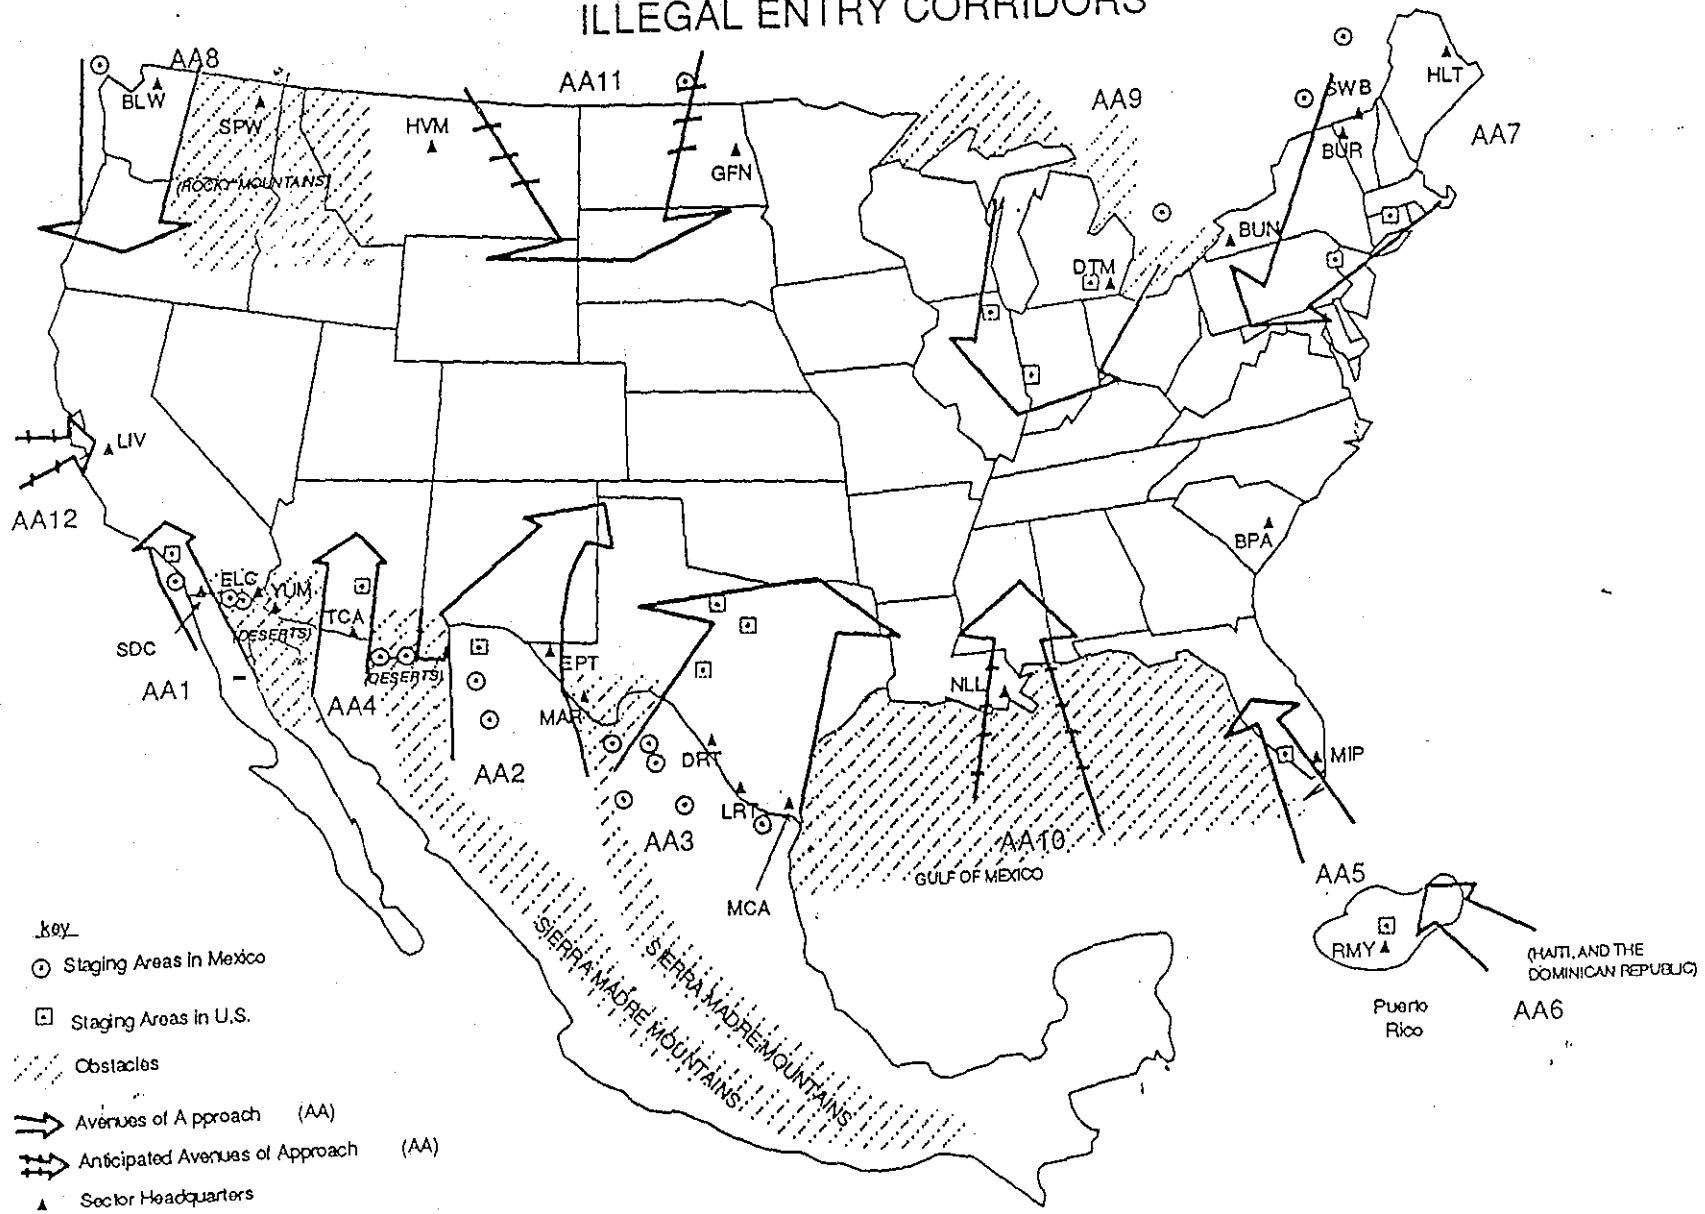 ILLEGAL ENTRY CORRIDORS
AA8
BLW
SPW
(ROCKY MOUNTAINS)
HVM
AA11
GFN
AA9
SWB
HLT
BUR
AA7
BUN
DTM
LIV
AA12
ELC
YUM
TCA
(DESERTS)
SDC
AA1
AA4
(DESERTS)
EPT
MAR
AA2
DRT
LRT
AA3
MCA
NLL
AA10
GULF OF MEXICO
BPA
MIP
AA5
RMY
(HAITI, AND THE
DOMINICAN REPUBLIC)
AA6
Puerto
Rico
SIERRA MADRE MOUNTAINS
SIERRA MADRE MOUNTAINS
key
Staging Areas in Mexico
Staging Areas in U.S.
Obstacles
Avenues of Approach (AA)
Anticipated Avenues of Approach (AA)
Sector Headquarters